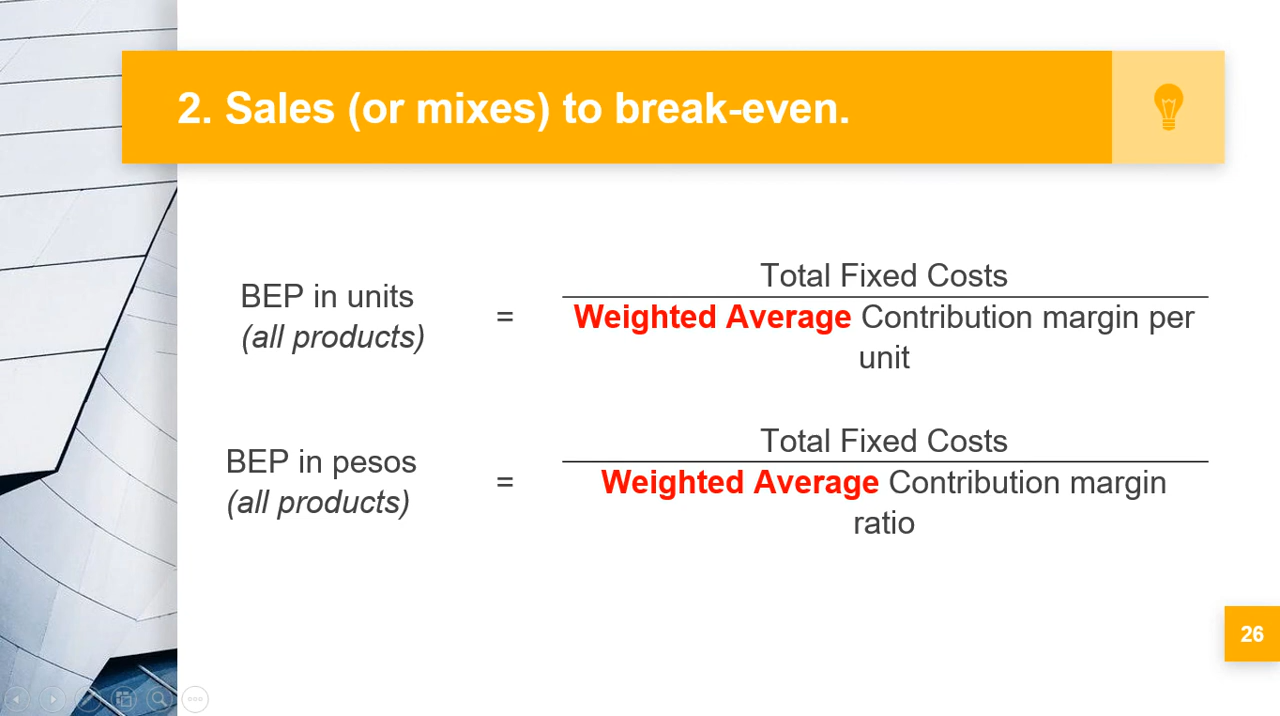 2. Sales (or mixes) to break-even.
BEP in units
(all products)
=
Total Fixed Costs
Weighted Average Contribution margin per
unit
BEP in pesos
(all products)
=
Total Fixed Costs
Weighted Average Contribution margin
ratio
26